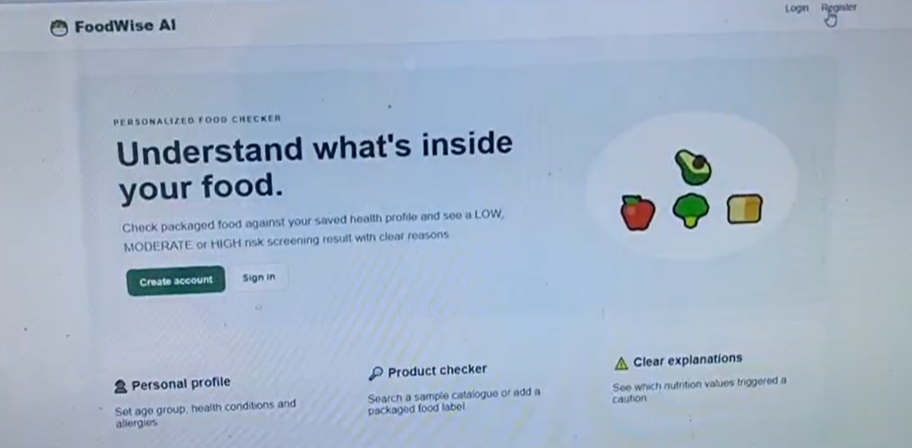 FoodWise AI
Login Register
PERSONALIZED FOOD CHECKER
Understand what's inside
your food.
Check packaged food against your saved health profile and see a LOW,
MODERATE or HIGH risk screening result with clear reasons
Create account Sign in
Personal profile
Set age group, health conditions and
allergies
Product checker
Search a sample catalogue or add a
packaged food label
Clear explanations
See which nutrition values triggered a
caution